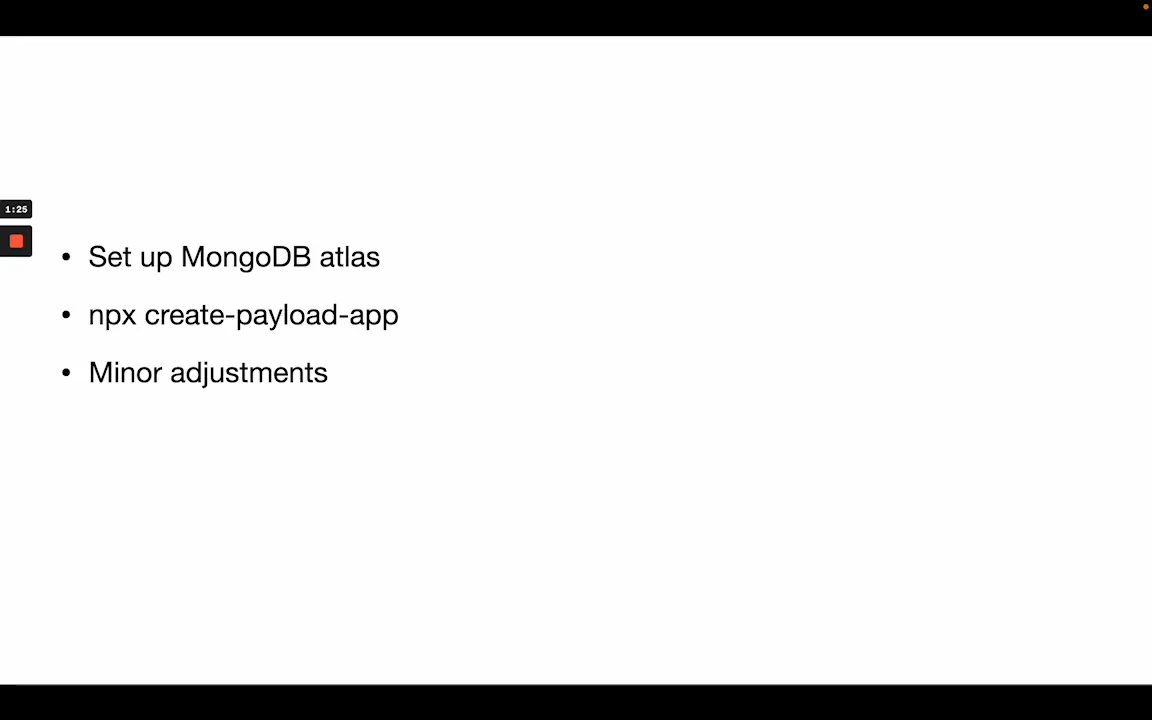 1:25
• Set up MongoDB atlas
• npx create-payload-app
• Minor adjustments